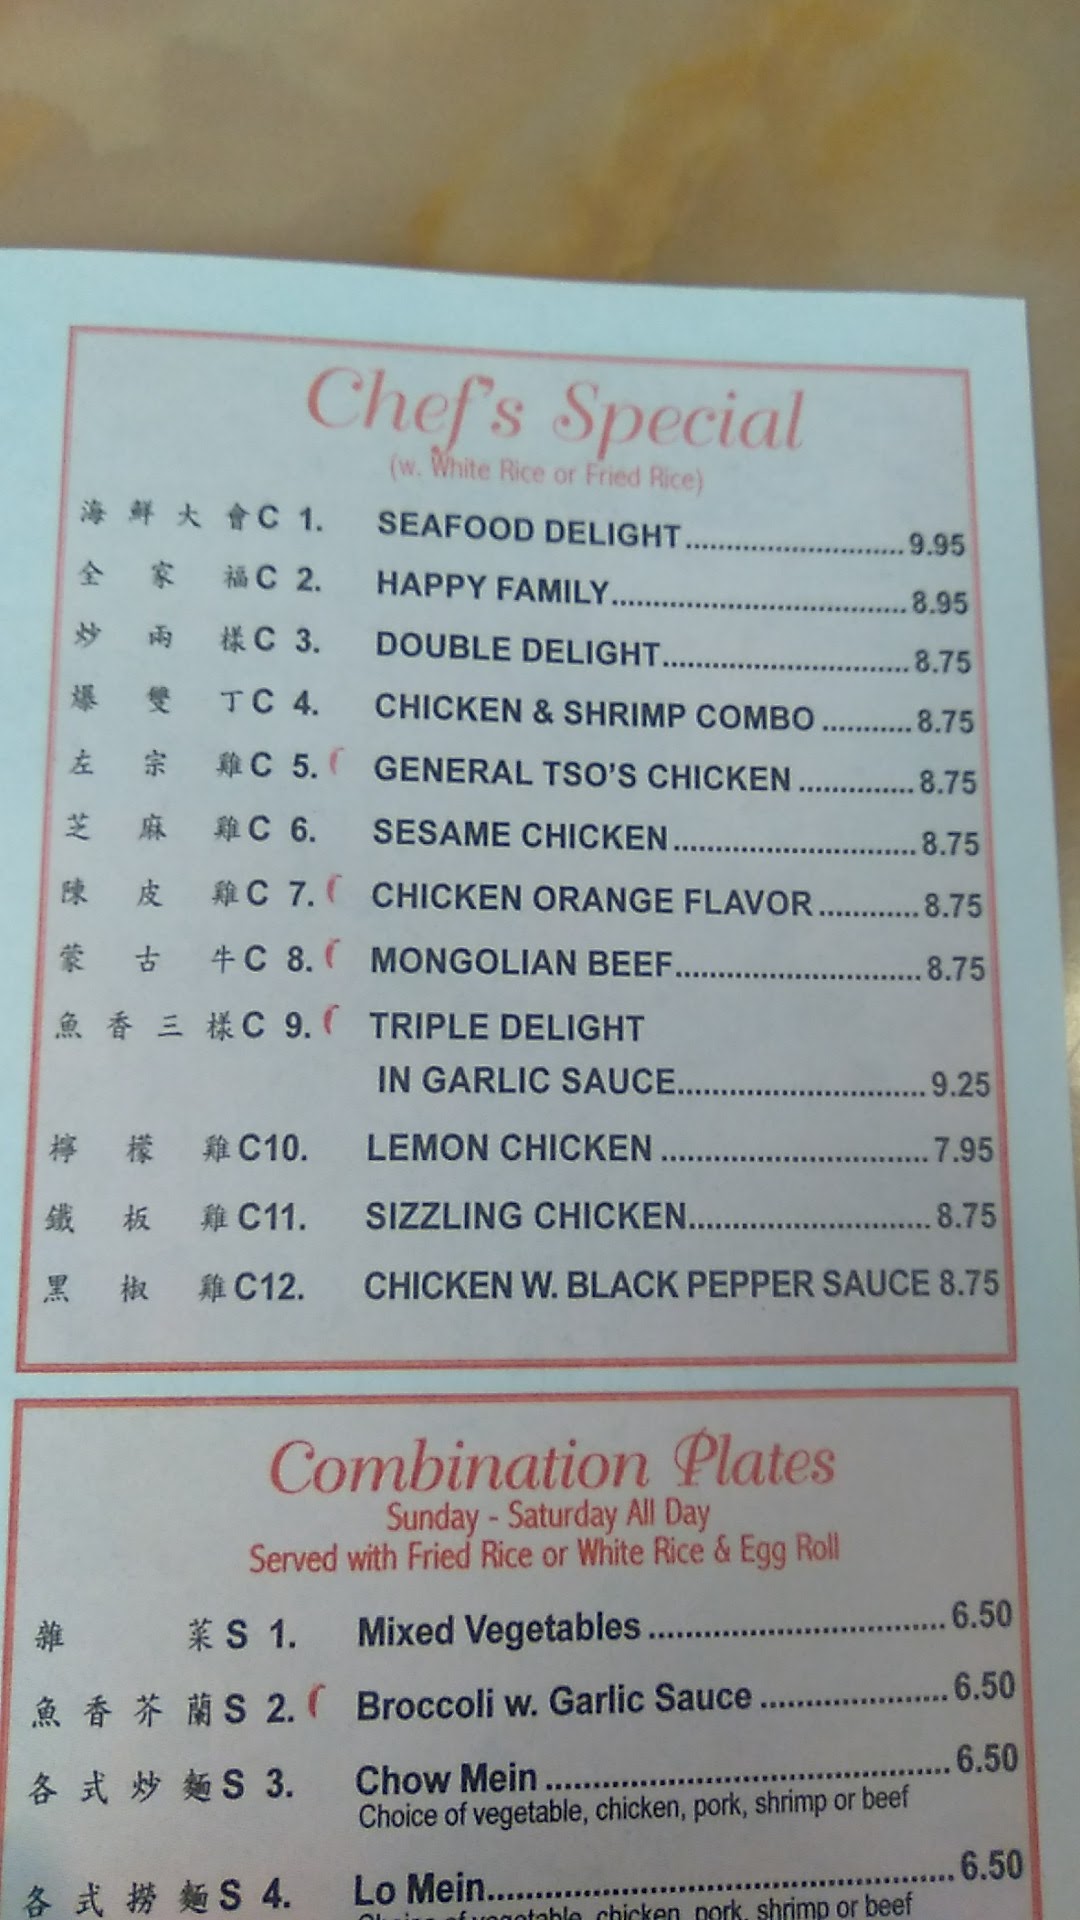 Chef's Special
(w. White Rice or Fried Rice)
海鮮大會 C 1. SEAFOOD DELIGHT........................... 9.95
全家福 C 2. HAPPY FAMILY.................................... 8.95
炒兩樣 C 3. DOUBLE DELIGHT.............................. 8.75
爆雙丁 C 4. CHICKEN & SHRIMP COMBO ........... 8.75
左宗雞 C 5. GENERAL TSO'S CHICKEN .............. 8.75
芝麻雞 C 6. SESAME CHICKEN............................. 8.75
陳皮雞 C 7. CHICKEN ORANGE FLAVOR............ 8.75
蒙古牛 C 8. MONGOLIAN BEEF............................. 8.75
魚香三樣 C 9. TRIPLE DELIGHT
IN GARLIC SAUCE.............................. 9.25
檸檬雞 C10. LEMON CHICKEN ................................ 7.95
鐵板雞 C11. SIZZLING CHICKEN............................ 8.75
黑椒雞 C12. CHICKEN W. BLACK PEPPER SAUCE 8.75
Combination Plates
Sunday - Saturday All Day
Served with Fried Rice or White Rice & Egg Roll
雜菜 S 1. Mixed Vegetables .................................. 6.50
魚香芥蘭 S 2. Broccoli w. Garlic Sauce ..................... 6.50
各式炒麵 S 3. Chow Mein .............................................. 6.50
Choice of vegetable, chicken, pork, shrimp or beef
各式撈麵 S 4. Lo Mein..................................................... 6.50
Choice of vegetable, chicken, pork, shrimp or beef